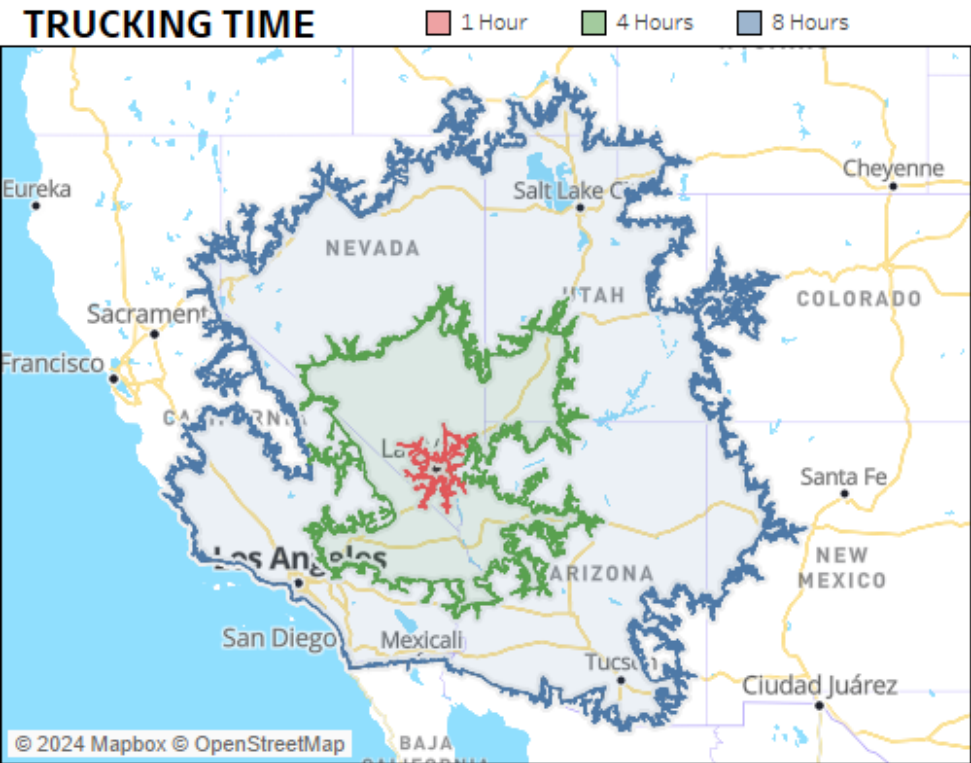 TRUCKING TIME
1 Hour
4 Hours
8 Hours
Cheyenne
Eureka
Salt Lake C
NEVADA
UTAH
COLORADO
Sacrament
Francisco
Santa Fe
Los Angeles
NEW
MEXICO
ARIZONA
San Diego
Mexicali
Ciudad Juárez
© 2024 Mapbox © OpenStreetMap
BAJA